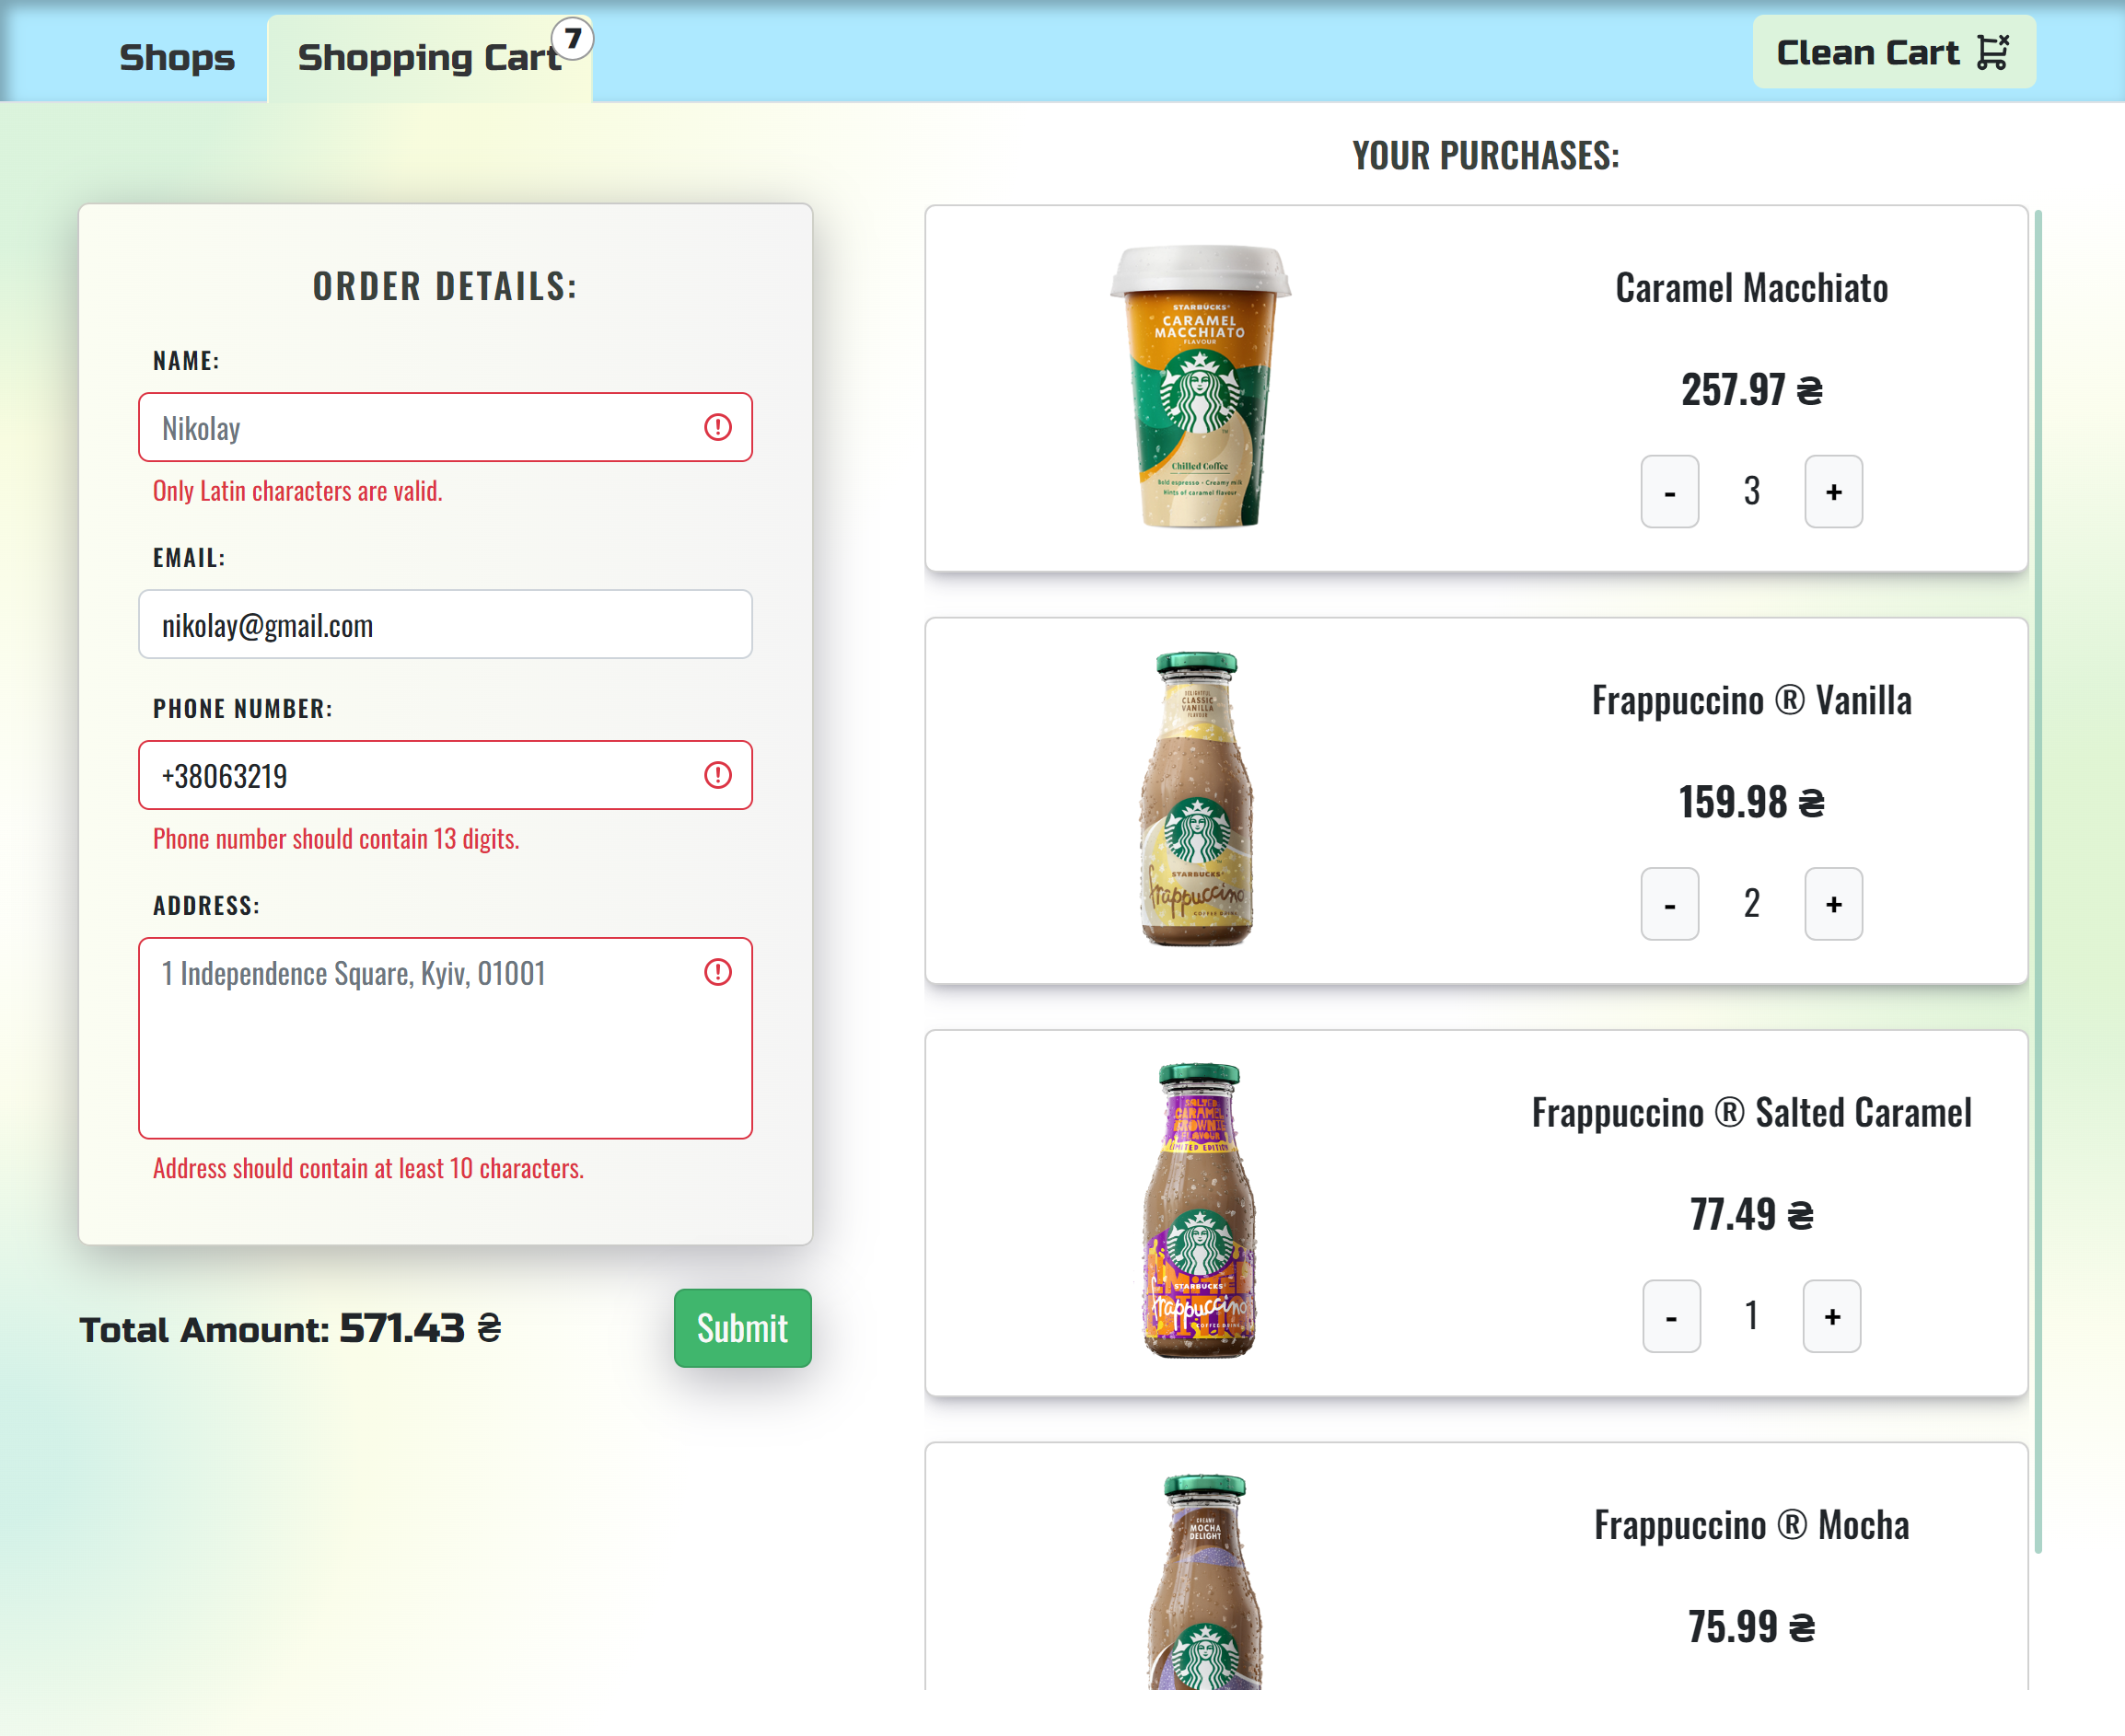 Shops
Shopping Cart
7
Clean Cart
ORDER DETAILS:
NAME:
Nikolay
Only Latin characters are valid.
EMAIL:
nikolay@gmail.com
PHONE NUMBER:
+38063219
Phone number should contain 13 digits.
ADDRESS:
1 Independence Square, Kyiv, 01001
Address should contain at least 10 characters.
Total Amount: 571.43 ₴
Submit
YOUR PURCHASES:
STARBUCKS®
CARAMEL
MACCHIATO
FLAVOUR
Chilled Coffee
Bold espresso · Creamy milk
Hints of caramel flavour
Caramel Macchiato
257.97 ₴
- 3 +
DELIGHTFUL
CLASSIC
VANILLA
FLAVOUR
STARBUCKS®
frappuccino
COFFEE DRINK
Frappuccino ® Vanilla
159.98 ₴
- 2 +
SALTED
CARAMEL
BROWNIE
FLAVOUR
LIMITED EDITION
STARBUCKS®
frappuccino
COFFEE DRINK
Frappuccino ® Salted Caramel
77.49 ₴
- 1 +
CREAMY
MOCHA
DELIGHT
Frappuccino ® Mocha
75.99 ₴